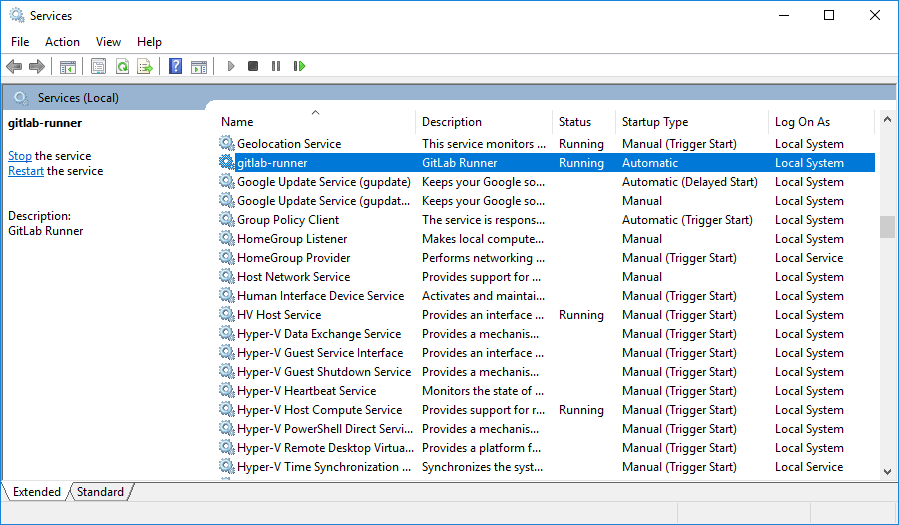 Services
File Action View Help
Services (Local)
gitlab-runner
Stop the service
Restart the service
Description:
GitLab Runner
Name Description Status Startup Type Log On As
Geolocation Service This service monitors ... Running Manual (Trigger Start) Local System
gitlab-runner GitLab Runner Running Automatic Local System
Google Update Service (gupdate) Keeps your Google so... Automatic (Delayed Start) Local System
Google Update Service (gupdat... Keeps your Google so... Manual Local System
Group Policy Client The service is respons... Automatic (Trigger Start) Local System
HomeGroup Listener Makes local compute... Manual Local System
HomeGroup Provider Performs networking ... Manual (Trigger Start) Local Service
Host Network Service Provides support for ... Manual Local System
Human Interface Device Service Activates and maintai... Manual (Trigger Start) Local System
HV Host Service Provides an interface ... Running Manual (Trigger Start) Local System
Hyper-V Data Exchange Service Provides a mechanis... Manual (Trigger Start) Local System
Hyper-V Guest Service Interface Provides an interface ... Manual (Trigger Start) Local System
Hyper-V Guest Shutdown Service Provides a mechanis... Manual (Trigger Start) Local System
Hyper-V Heartbeat Service Monitors the state of ... Manual (Trigger Start) Local System
Hyper-V Host Compute Service Provides support for r... Running Manual (Trigger Start) Local System
Hyper-V PowerShell Direct Servi... Provides a mechanis... Manual (Trigger Start) Local System
Hyper-V Remote Desktop Virtua... Provides a platform f... Manual (Trigger Start) Local System
Hyper-V Time Synchronization ... Synchronizes the syst... Manual (Trigger Start) Local Service
Extended Standard